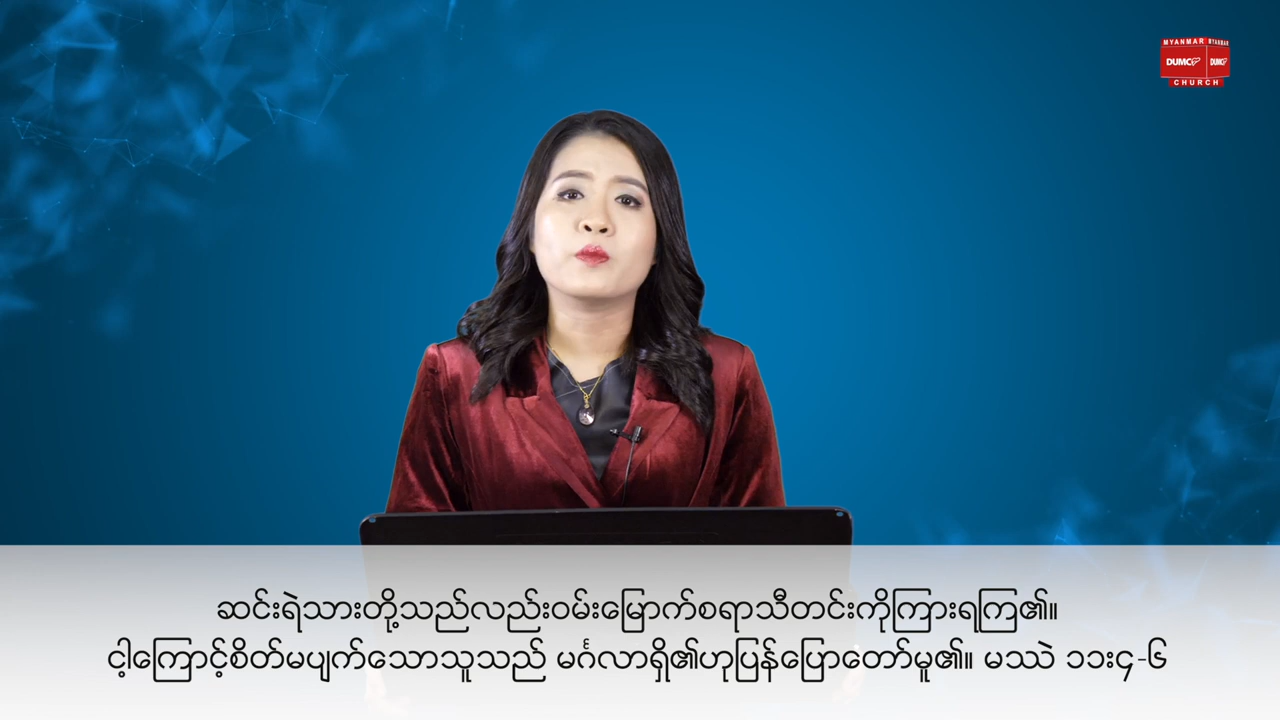 MYANMAR MYANMAR
DUMC DUMC
CHURCH
ဆင်းရဲသားတို့သည်လည်းဝမ်းမြောက်စရာသီတင်းကိုကြားရကြ၏။
ငါ့ကြောင့်စိတ်မပျက်သောသူသည် မင်္ဂလာရှိ၏ဟုပြန်ပြောတော်မူ၏။ မဿဲ ၁၁း၄-၆